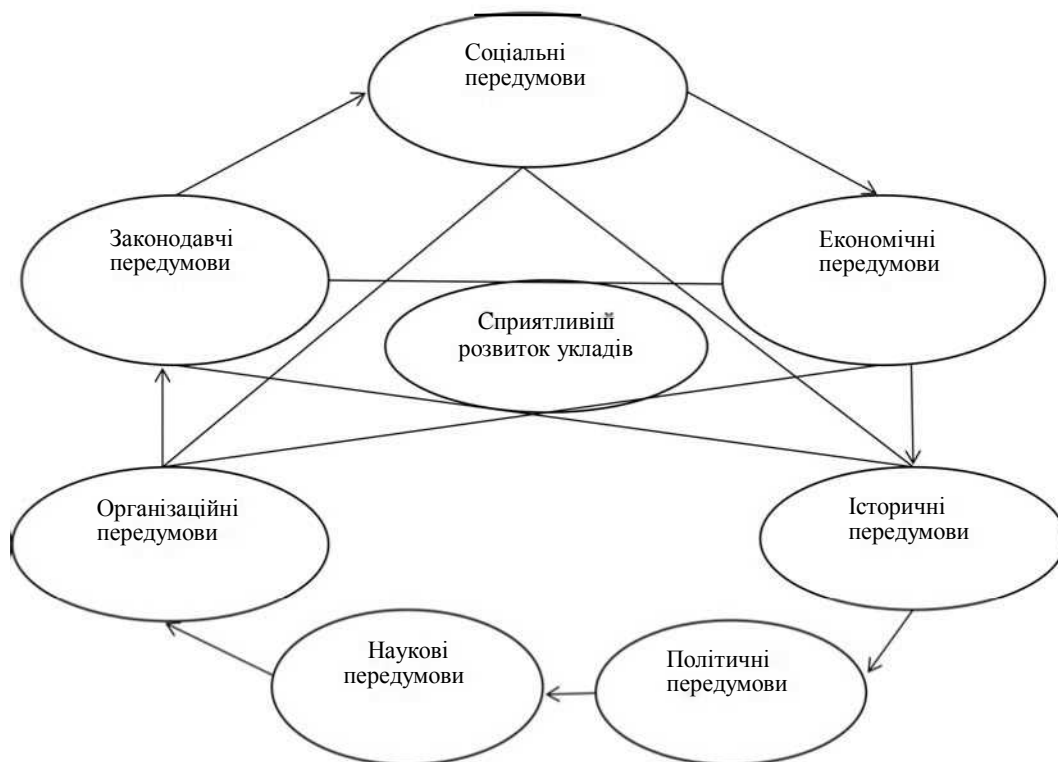 Соціальні
передумови
Законодавчі
передумови
Економічні
передумови
Сприятливіш
розвиток укладів
Організаційні
передумови
Історичні
передумови
Наукові
передумови
Політичні
передумови